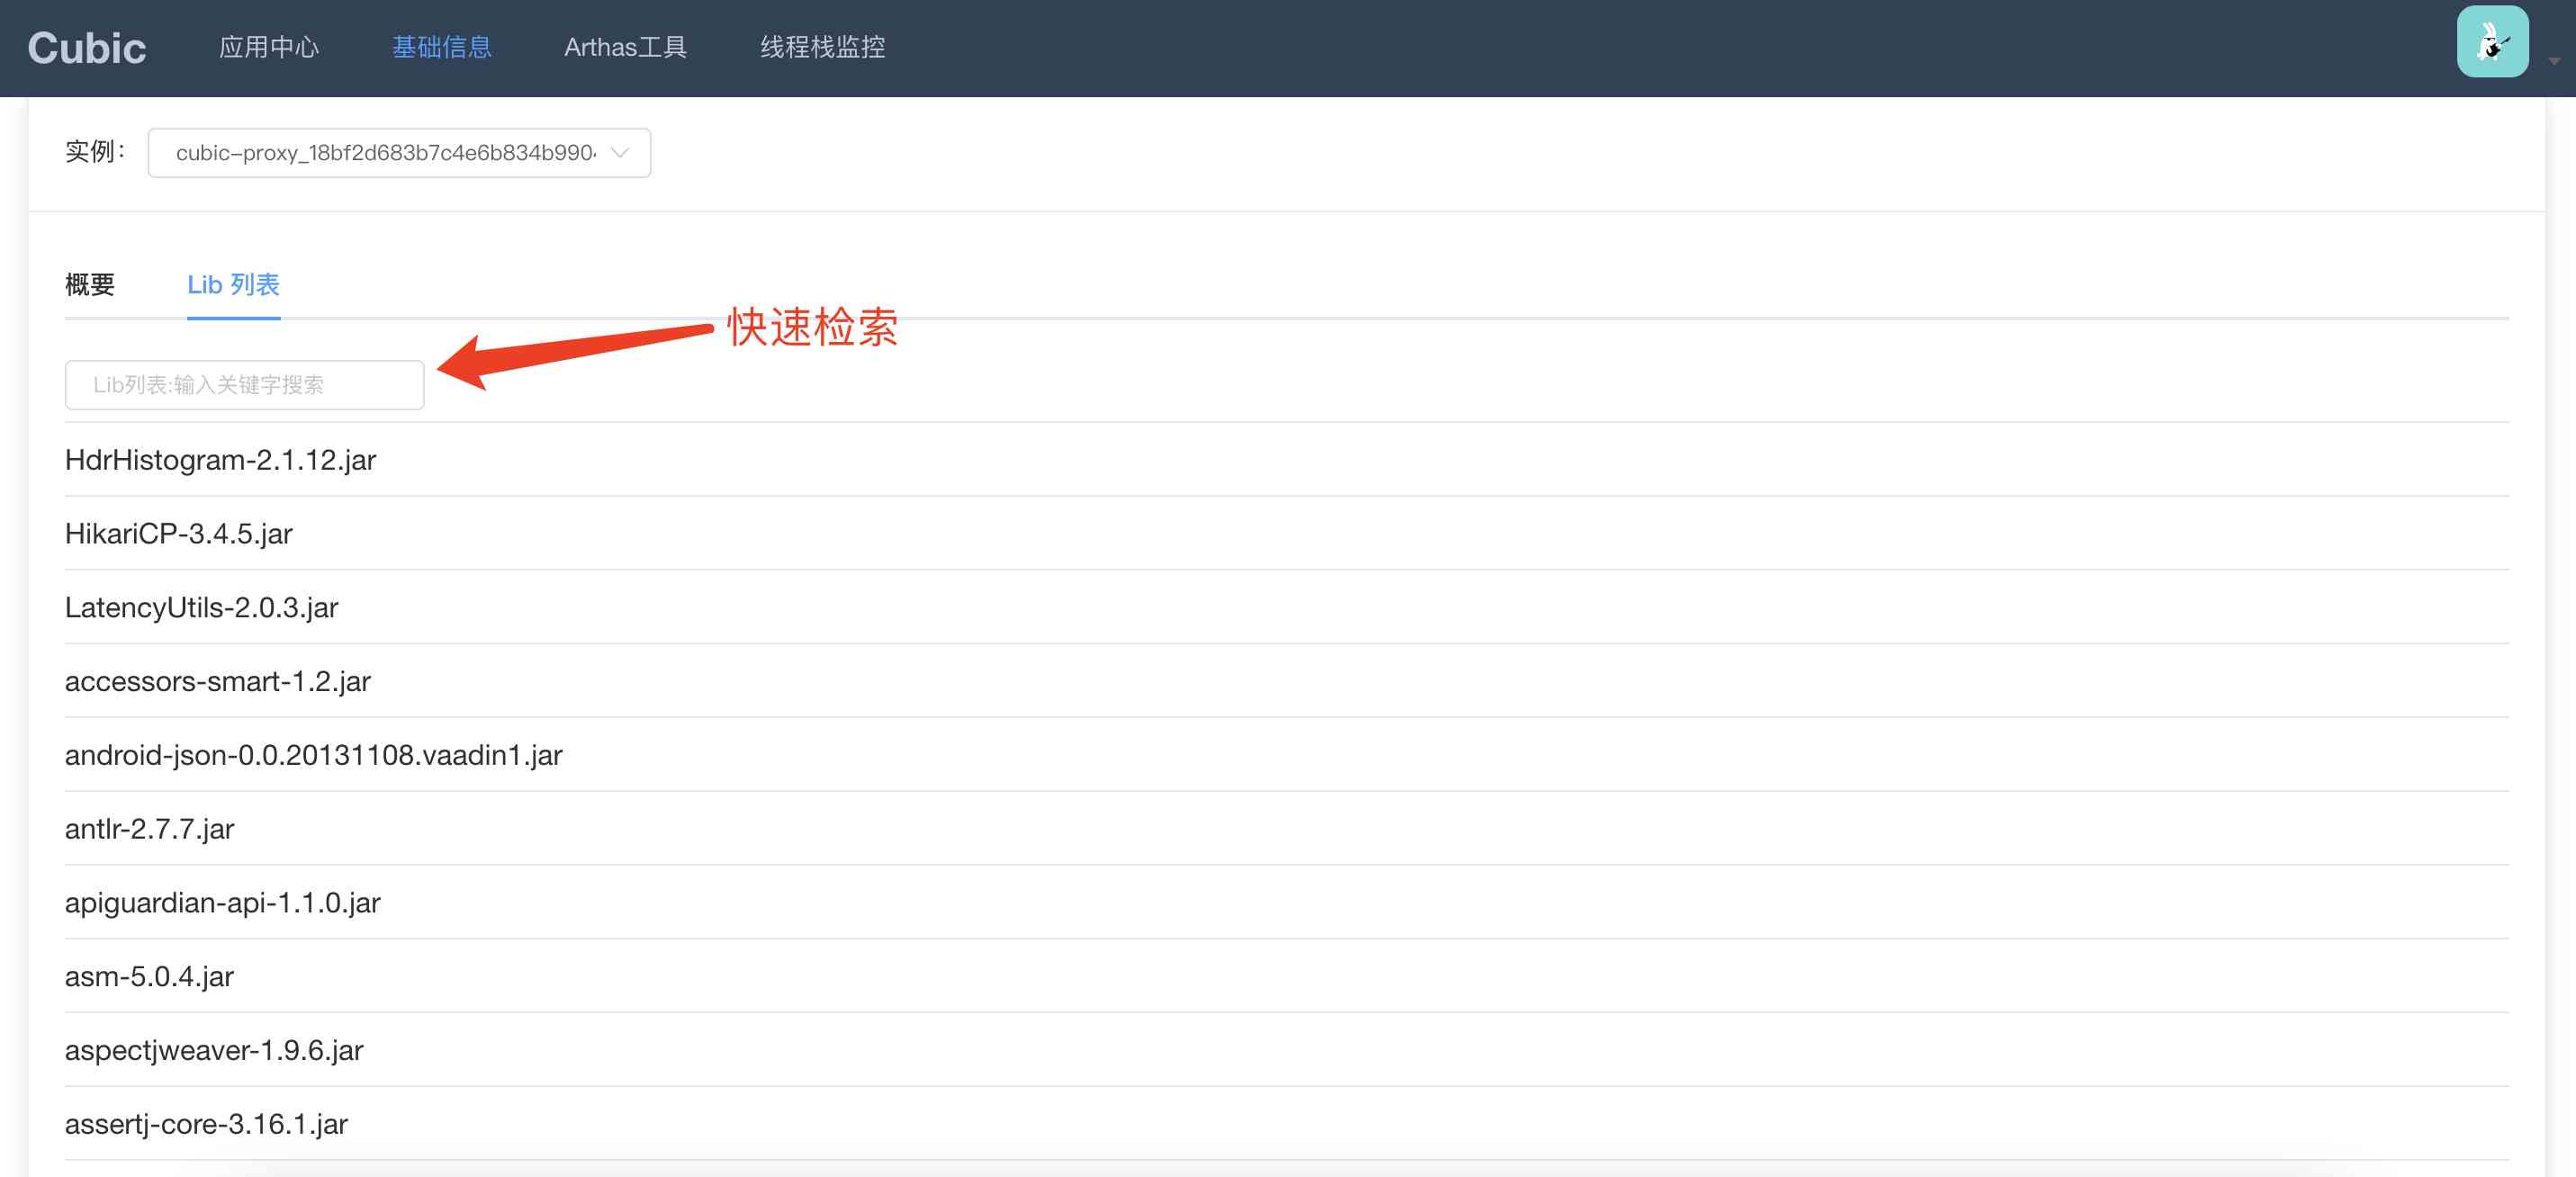 Cubic 应用中心 基础信息 Arthas工具 线程栈监控
实例： cubic-proxy_18bf2d683b7c4e6b834b990
概要 Lib 列表
快速检索
Lib列表:输入关键字搜索
HdrHistogram-2.1.12.jar
HikariCP-3.4.5.jar
LatencyUtils-2.0.3.jar
accessors-smart-1.2.jar
android-json-0.0.20131108.vaadin1.jar
antlr-2.7.7.jar
apiguardian-api-1.1.0.jar
asm-5.0.4.jar
aspectjweaver-1.9.6.jar
assertj-core-3.16.1.jar